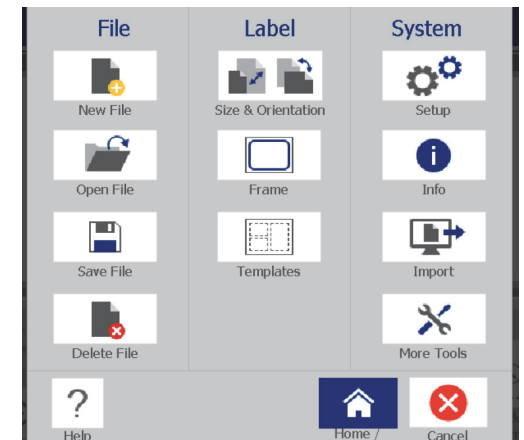 File
Label
System
New File
Size & Orientation
Setup
Open File
Frame
Info
Save File
Templates
Import
Delete File
More Tools
Help
Home /
Cancel